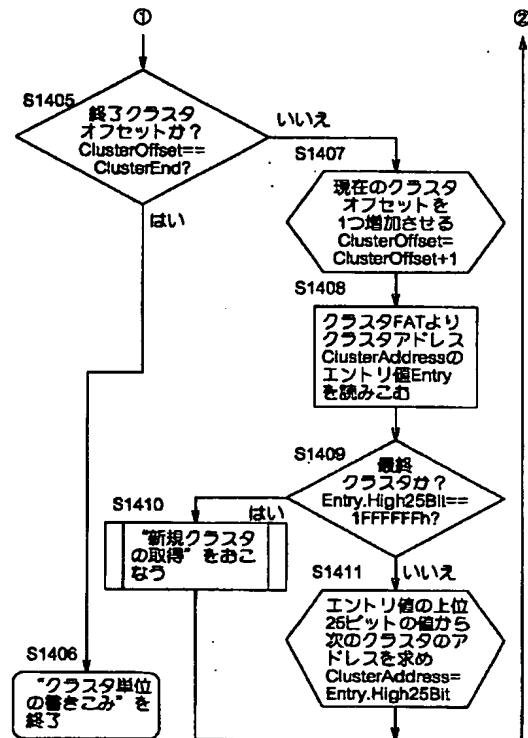 ①
②
S1405
終了クラスタ
オフセットか?
ClusterOffset==
ClusterEnd?
いいえ
はい
S1407
現在のクラスタ
オフセットを
1つ増加させる
ClusterOffset=
ClusterOffset+1
S1408
クラスタFATより
クラスタアドレス
ClusterAddressの
エントリ値Entry
を読みこむ
S1409
最終
クラスタか?
Entry.High25Bit==
1FFFFFFh?
はい
いいえ
S1410
“新規クラスタ
の取得”をおこ
なう
S1411
エントリ値の上位
25ビットの値から
次のクラスタのア
ドレスを求め
ClusterAddress=
Entry.High25Bit
S1406
“クラスタ単位
の書きこみ”を
終了